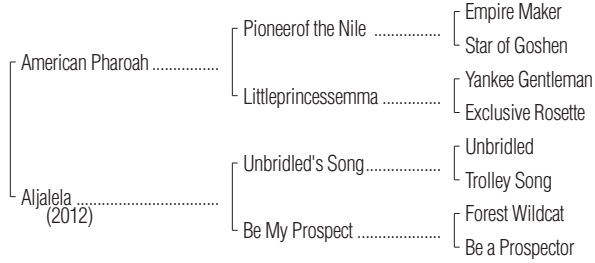 Empire Maker
Pioneerof the Nile ................
Star of Goshen
American Pharoah ................
Yankee Gentleman
Littleprincessemma ..............
Exclusive Rosette
Unbridled
Unbridled's Song..................
Trolley Song
Aljalela ..................................
(2012)
Forest Wildcat
Be My Prospect ....................
Be a Prospector